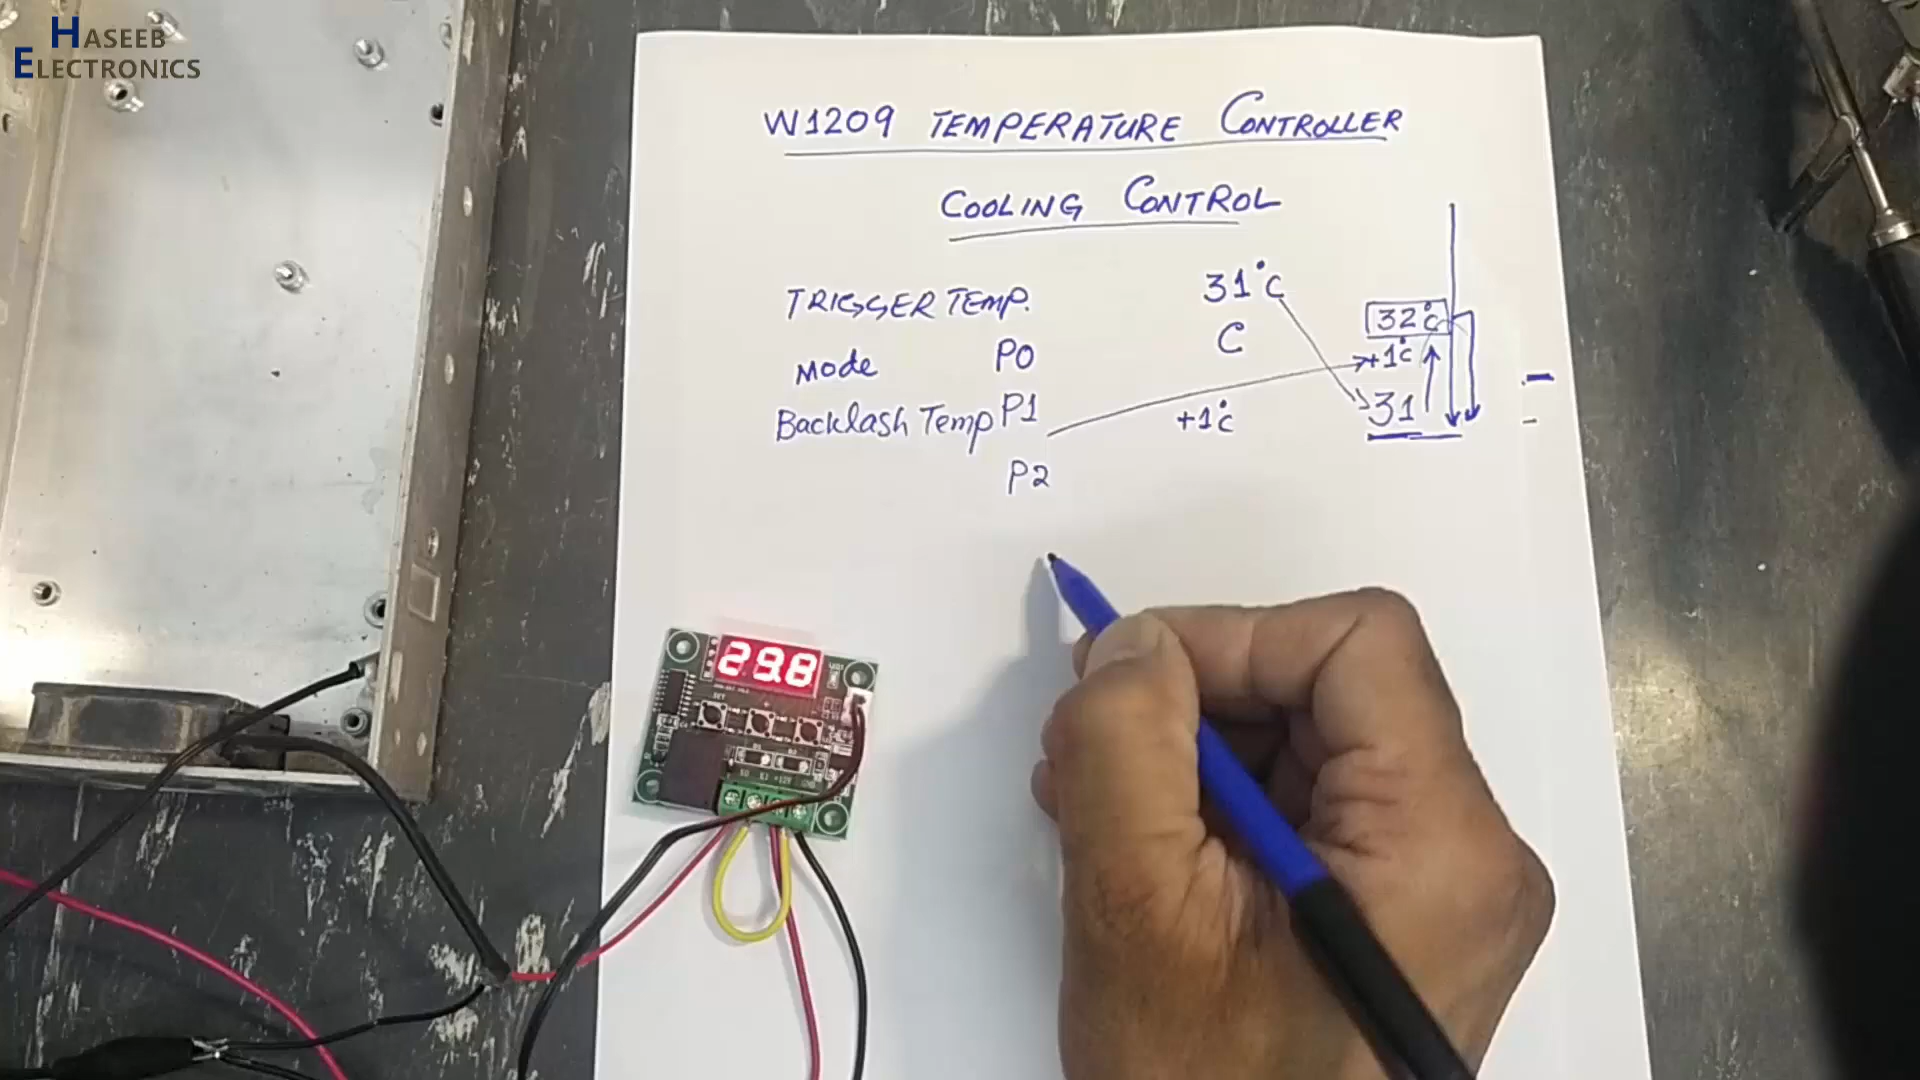 HASEEB
ELECTRONICS
W1209 TEMPERATURE CONTROLLER
COOLING CONTROL
TRIGGER TEMP. 31°C
Mode P0 C
Backlash Temp P1 +1°C
P2
32°C
+1°C
31
29.8
+12V